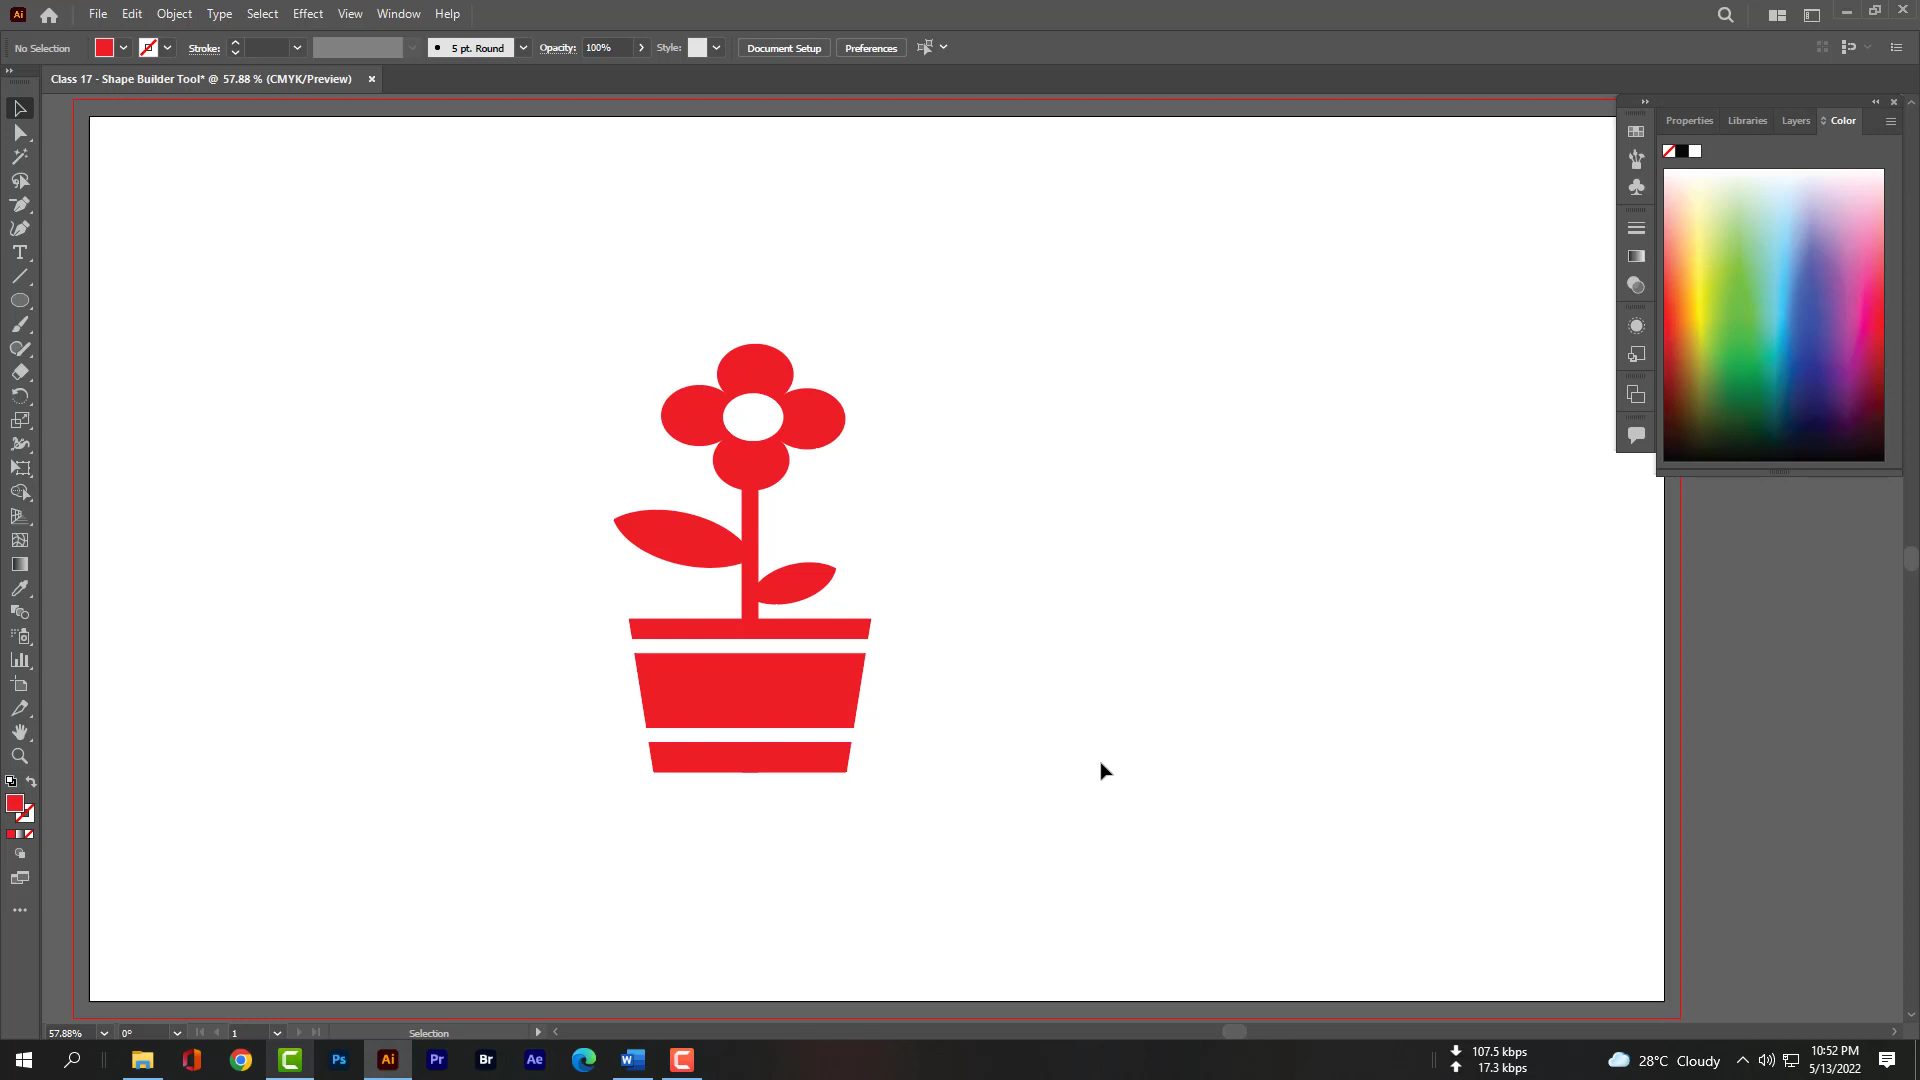 Ai File Edit Object Type Select Effect View Window Help
No Selection Stroke: 5 pt. Round Opacity: 100% Style: Document Setup Preferences
Class 17 - Shape Builder Tool* @ 57.88 % (CMYK/Preview)
Properties Libraries Layers Color
T
57.88% 0° 1 Selection
Ps Ai Pr Br Ae W
107.5 kbps
17.3 kbps
28°C Cloudy
10:52 PM
5/13/2022